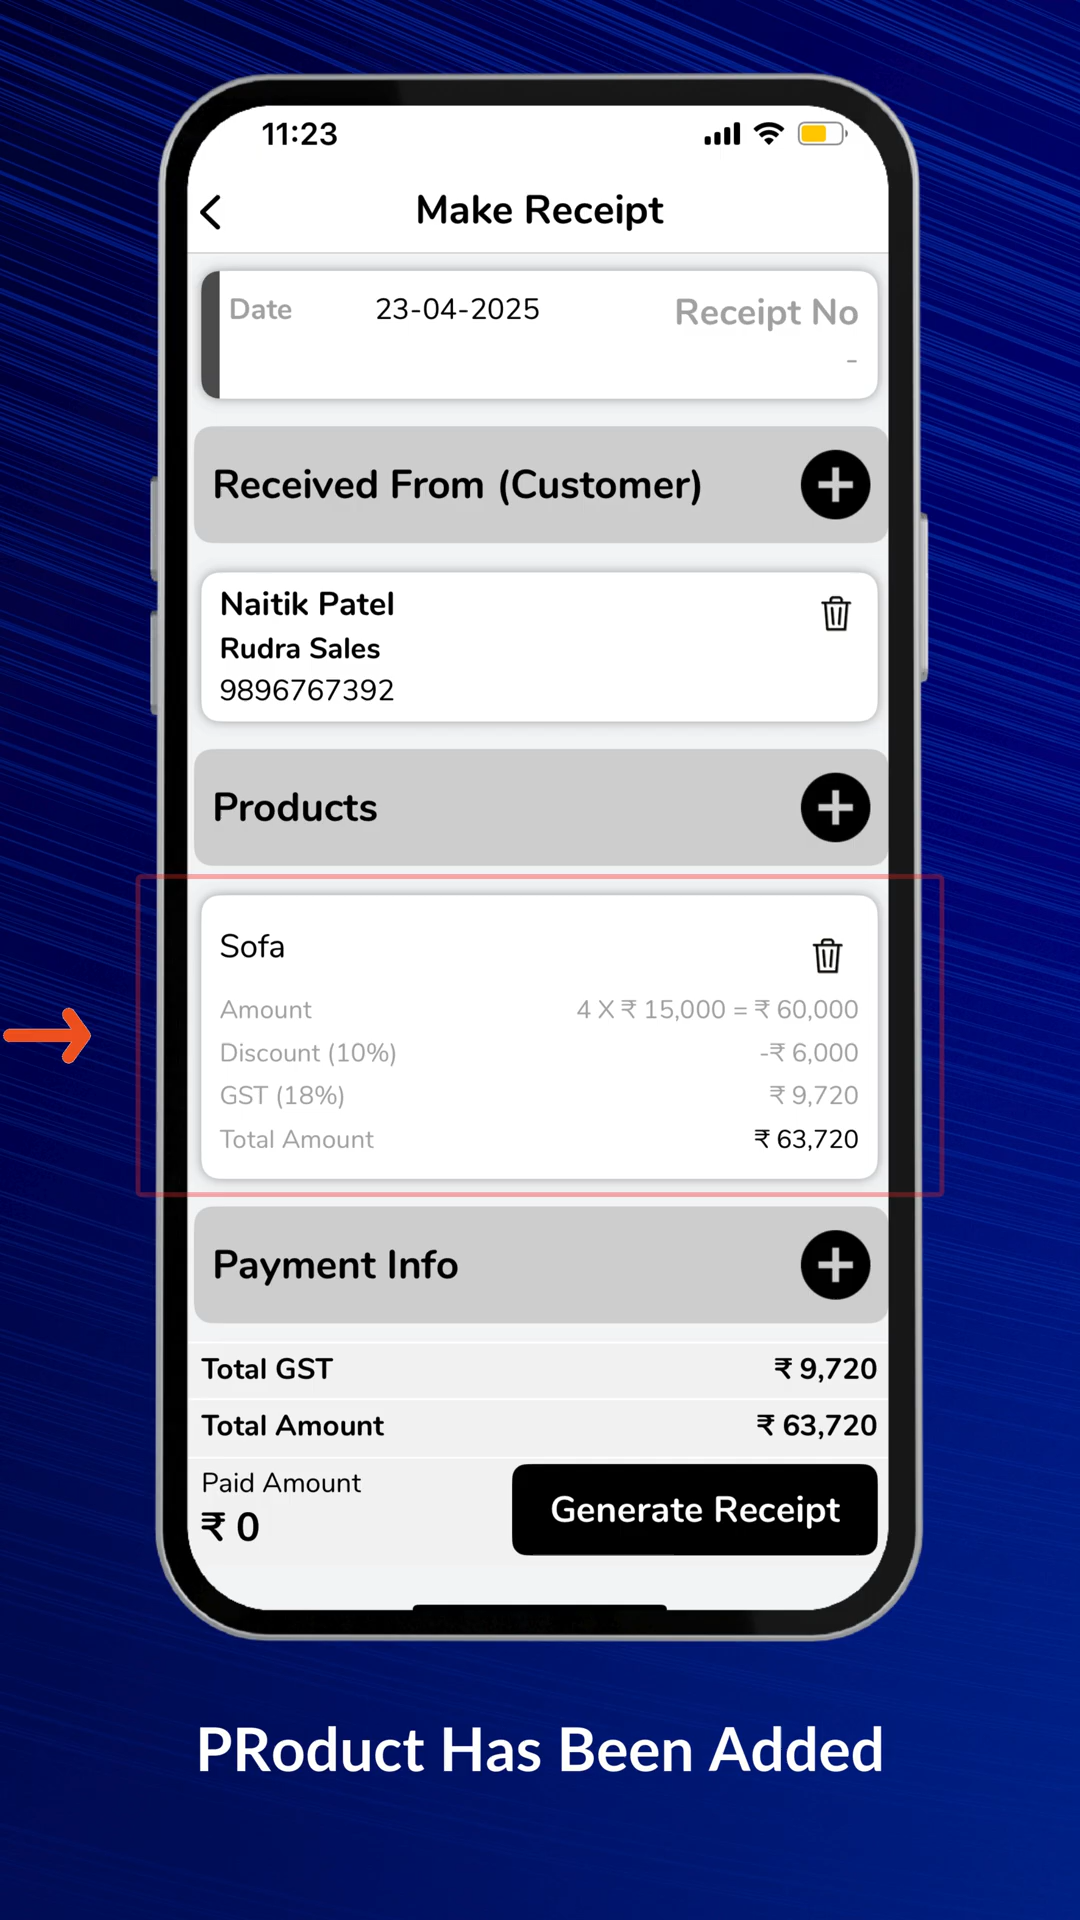 11:23
Make Receipt
Date 23-04-2025 Receipt No
-
Received From (Customer)
Naitik Patel
Rudra Sales
9896767392
Products
Sofa
Amount 4 X ₹ 15,000 = ₹ 60,000
Discount (10%) -₹ 6,000
GST (18%) ₹ 9,720
Total Amount ₹ 63,720
Payment Info
Total GST ₹ 9,720
Total Amount ₹ 63,720
Paid Amount
₹ 0
Generate Receipt
PRoduct Has Been Added